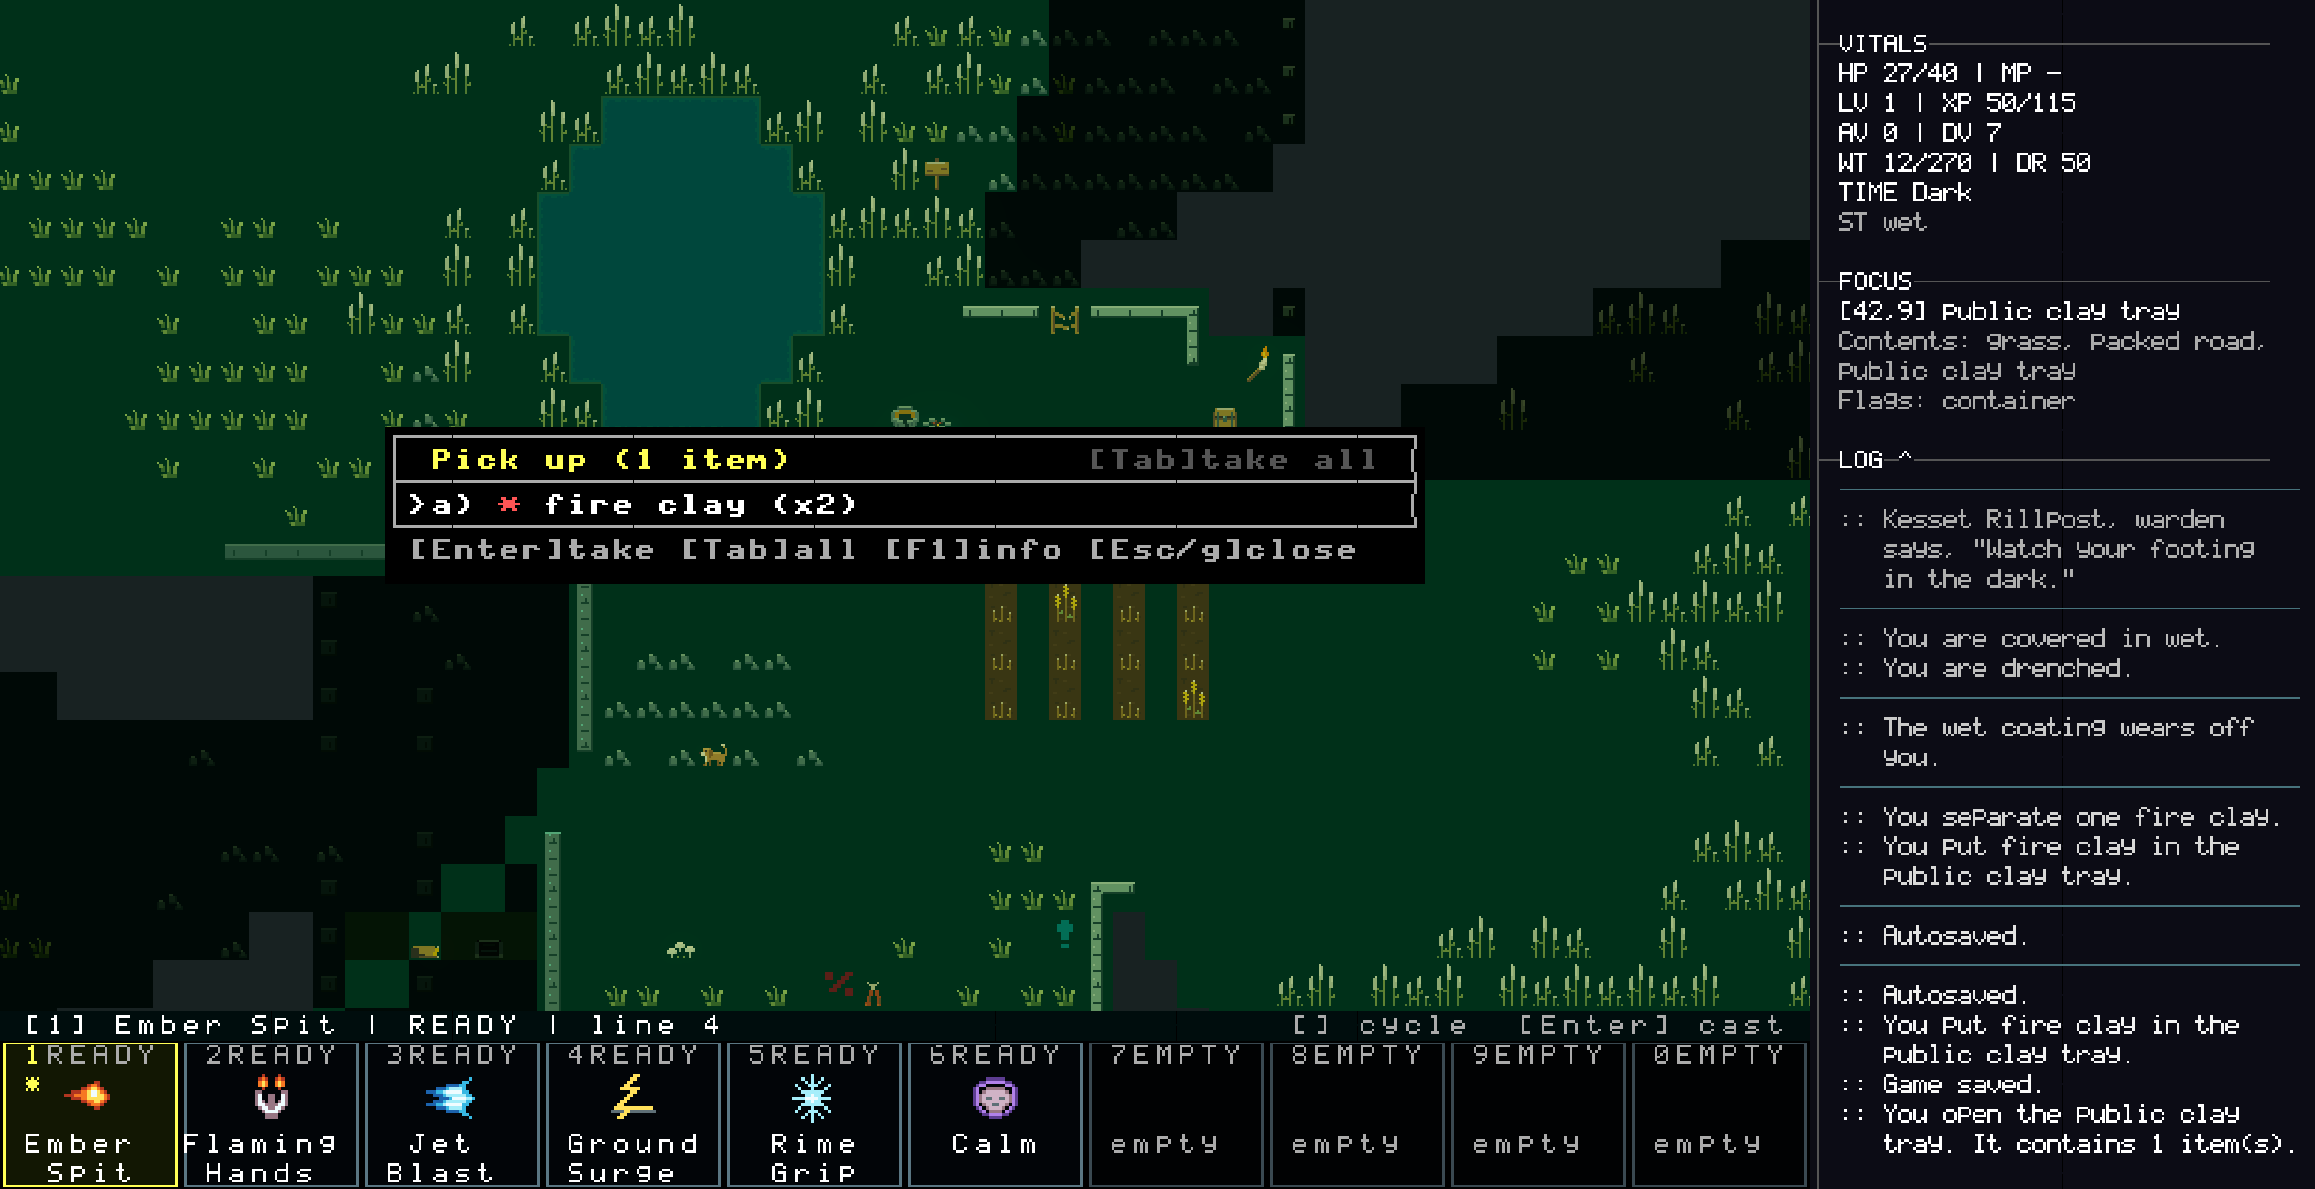 VITALS
HP 27/40 | MP -
LV 1 | XP 50/115
AV 0 | DV 7
WT 12/270 | DR 50
TIME Dark
ST wet
FOCUS
[42,9] Public clay tray
Contents: grass, Packed road,
Public clay tray
Flags: container
LOG ^
:: Kesset RillPost, warden
says, "Watch your footing
in the dark."
:: You are covered in wet.
:: You are drenched.
:: The wet coating wears off
you.
:: You separate one fire clay.
:: You put fire clay in the
Public clay tray.
:: Autosaved.
:: Autosaved.
:: You put fire clay in the
Public clay tray.
:: Game saved.
:: You open the Public clay
tray. It contains 1 item(s).
Pick up (1 item) [Tab]take all
>a) * fire clay (x2)
[Enter]take [Tab]all [F1]info [Esc/g]close
[1] Ember Spit | READY | line 4 [] cycle [Enter] cast
1READY 2READY 3READY 4READY 5READY 6READY 7EMPTY 8EMPTY 9EMPTY 0EMPTY
*
Ember Flaming Jet Ground Rime Calm empty empty empty empty
Spit Hands Blast Surge Grip